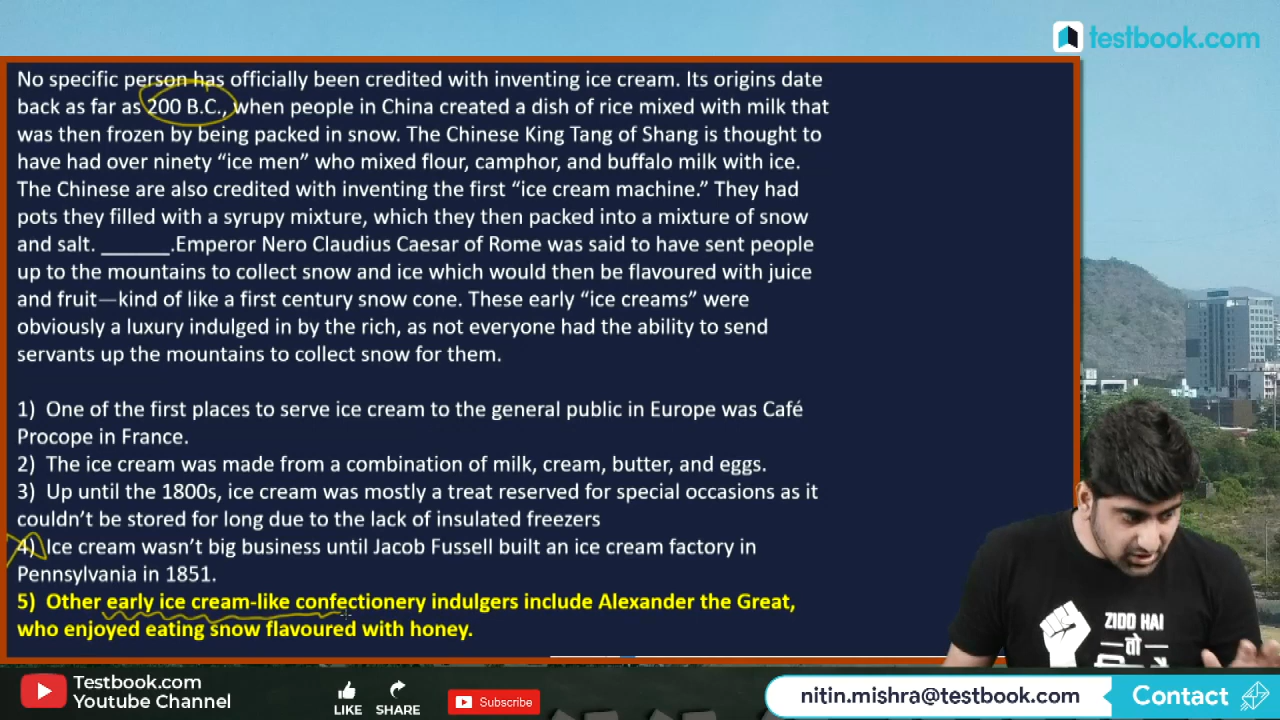 testbook.com
No specific person has officially been credited with inventing ice cream. Its origins date
back as far as 200 B.C., when people in China created a dish of rice mixed with milk that
was then frozen by being packed in snow. The Chinese King Tang of Shang is thought to
have had over ninety “ice men” who mixed flour, camphor, and buffalo milk with ice.
The Chinese are also credited with inventing the first “ice cream machine.” They had
pots they filled with a syrupy mixture, which they then packed into a mixture of snow
and salt. ______.Emperor Nero Claudius Caesar of Rome was said to have sent people
up to the mountains to collect snow and ice which would then be flavoured with juice
and fruit—kind of like a first century snow cone. These early “ice creams” were
obviously a luxury indulged in by the rich, as not everyone had the ability to send
servants up the mountains to collect snow for them.
1) One of the first places to serve ice cream to the general public in Europe was Café
Procope in France.
2) The ice cream was made from a combination of milk, cream, butter, and eggs.
3) Up until the 1800s, ice cream was mostly a treat reserved for special occasions as it
couldn’t be stored for long due to the lack of insulated freezers
4) Ice cream wasn’t big business until Jacob Fussell built an ice cream factory in
Pennsylvania in 1851.
5) Other early ice cream-like confectionery indulgers include Alexander the Great,
who enjoyed eating snow flavoured with honey.
ZIDD HAI
तो
Testbook.com
YouTube Channel
LIKE
SHARE
Subscribe
nitin.mishra@testbook.com
Contact